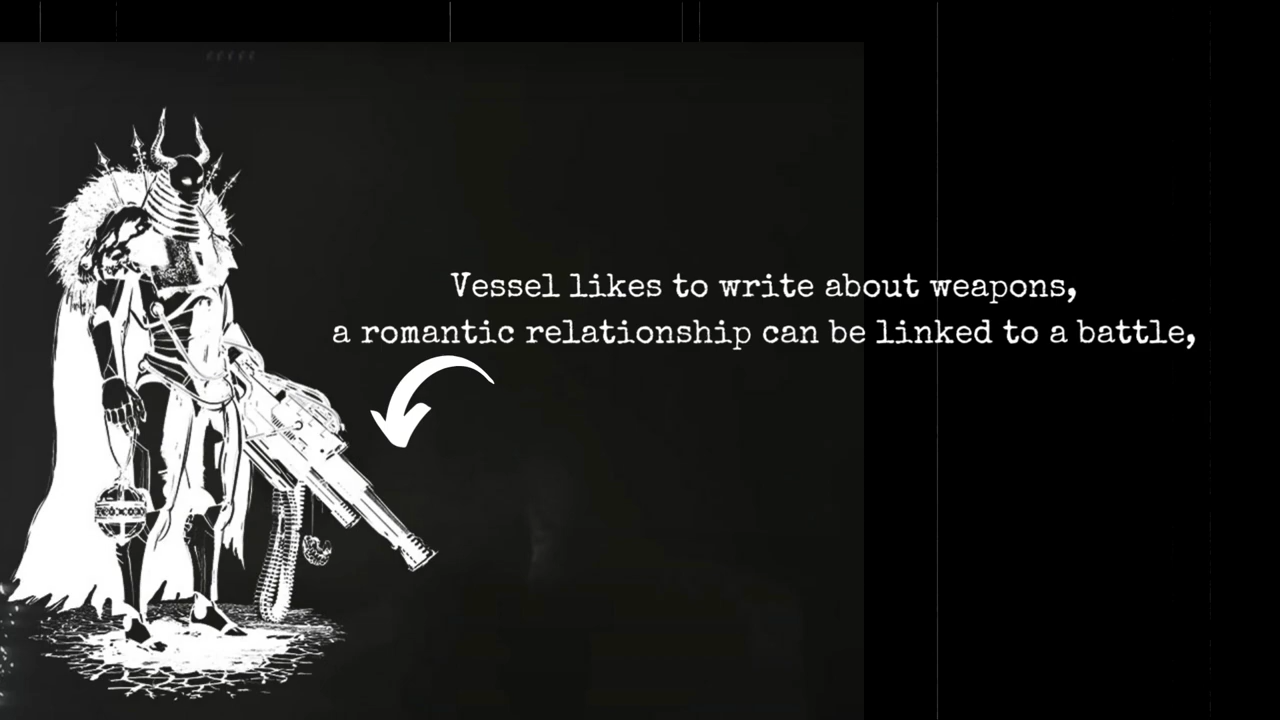 Vessel likes to write about weapons,
a romantic relationship can be linked to a battle,